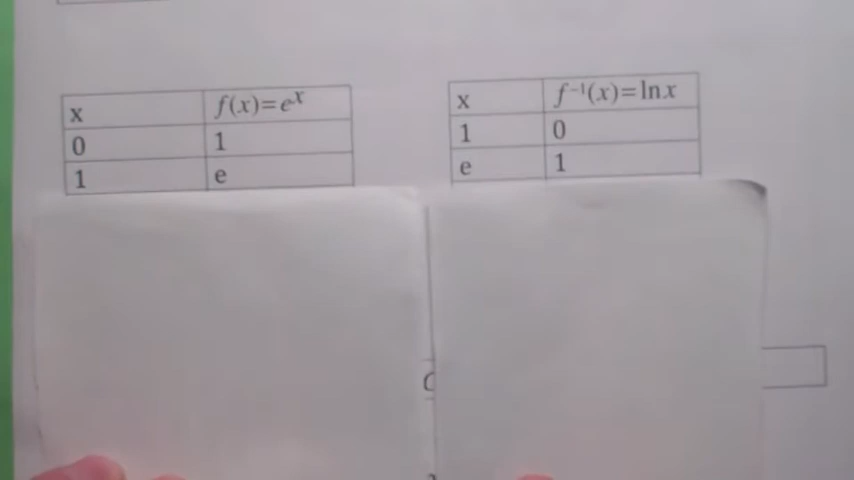 x f(x)=eˣ
0 1
1 e
x f⁻¹(x)=ln x
1 0
e 1